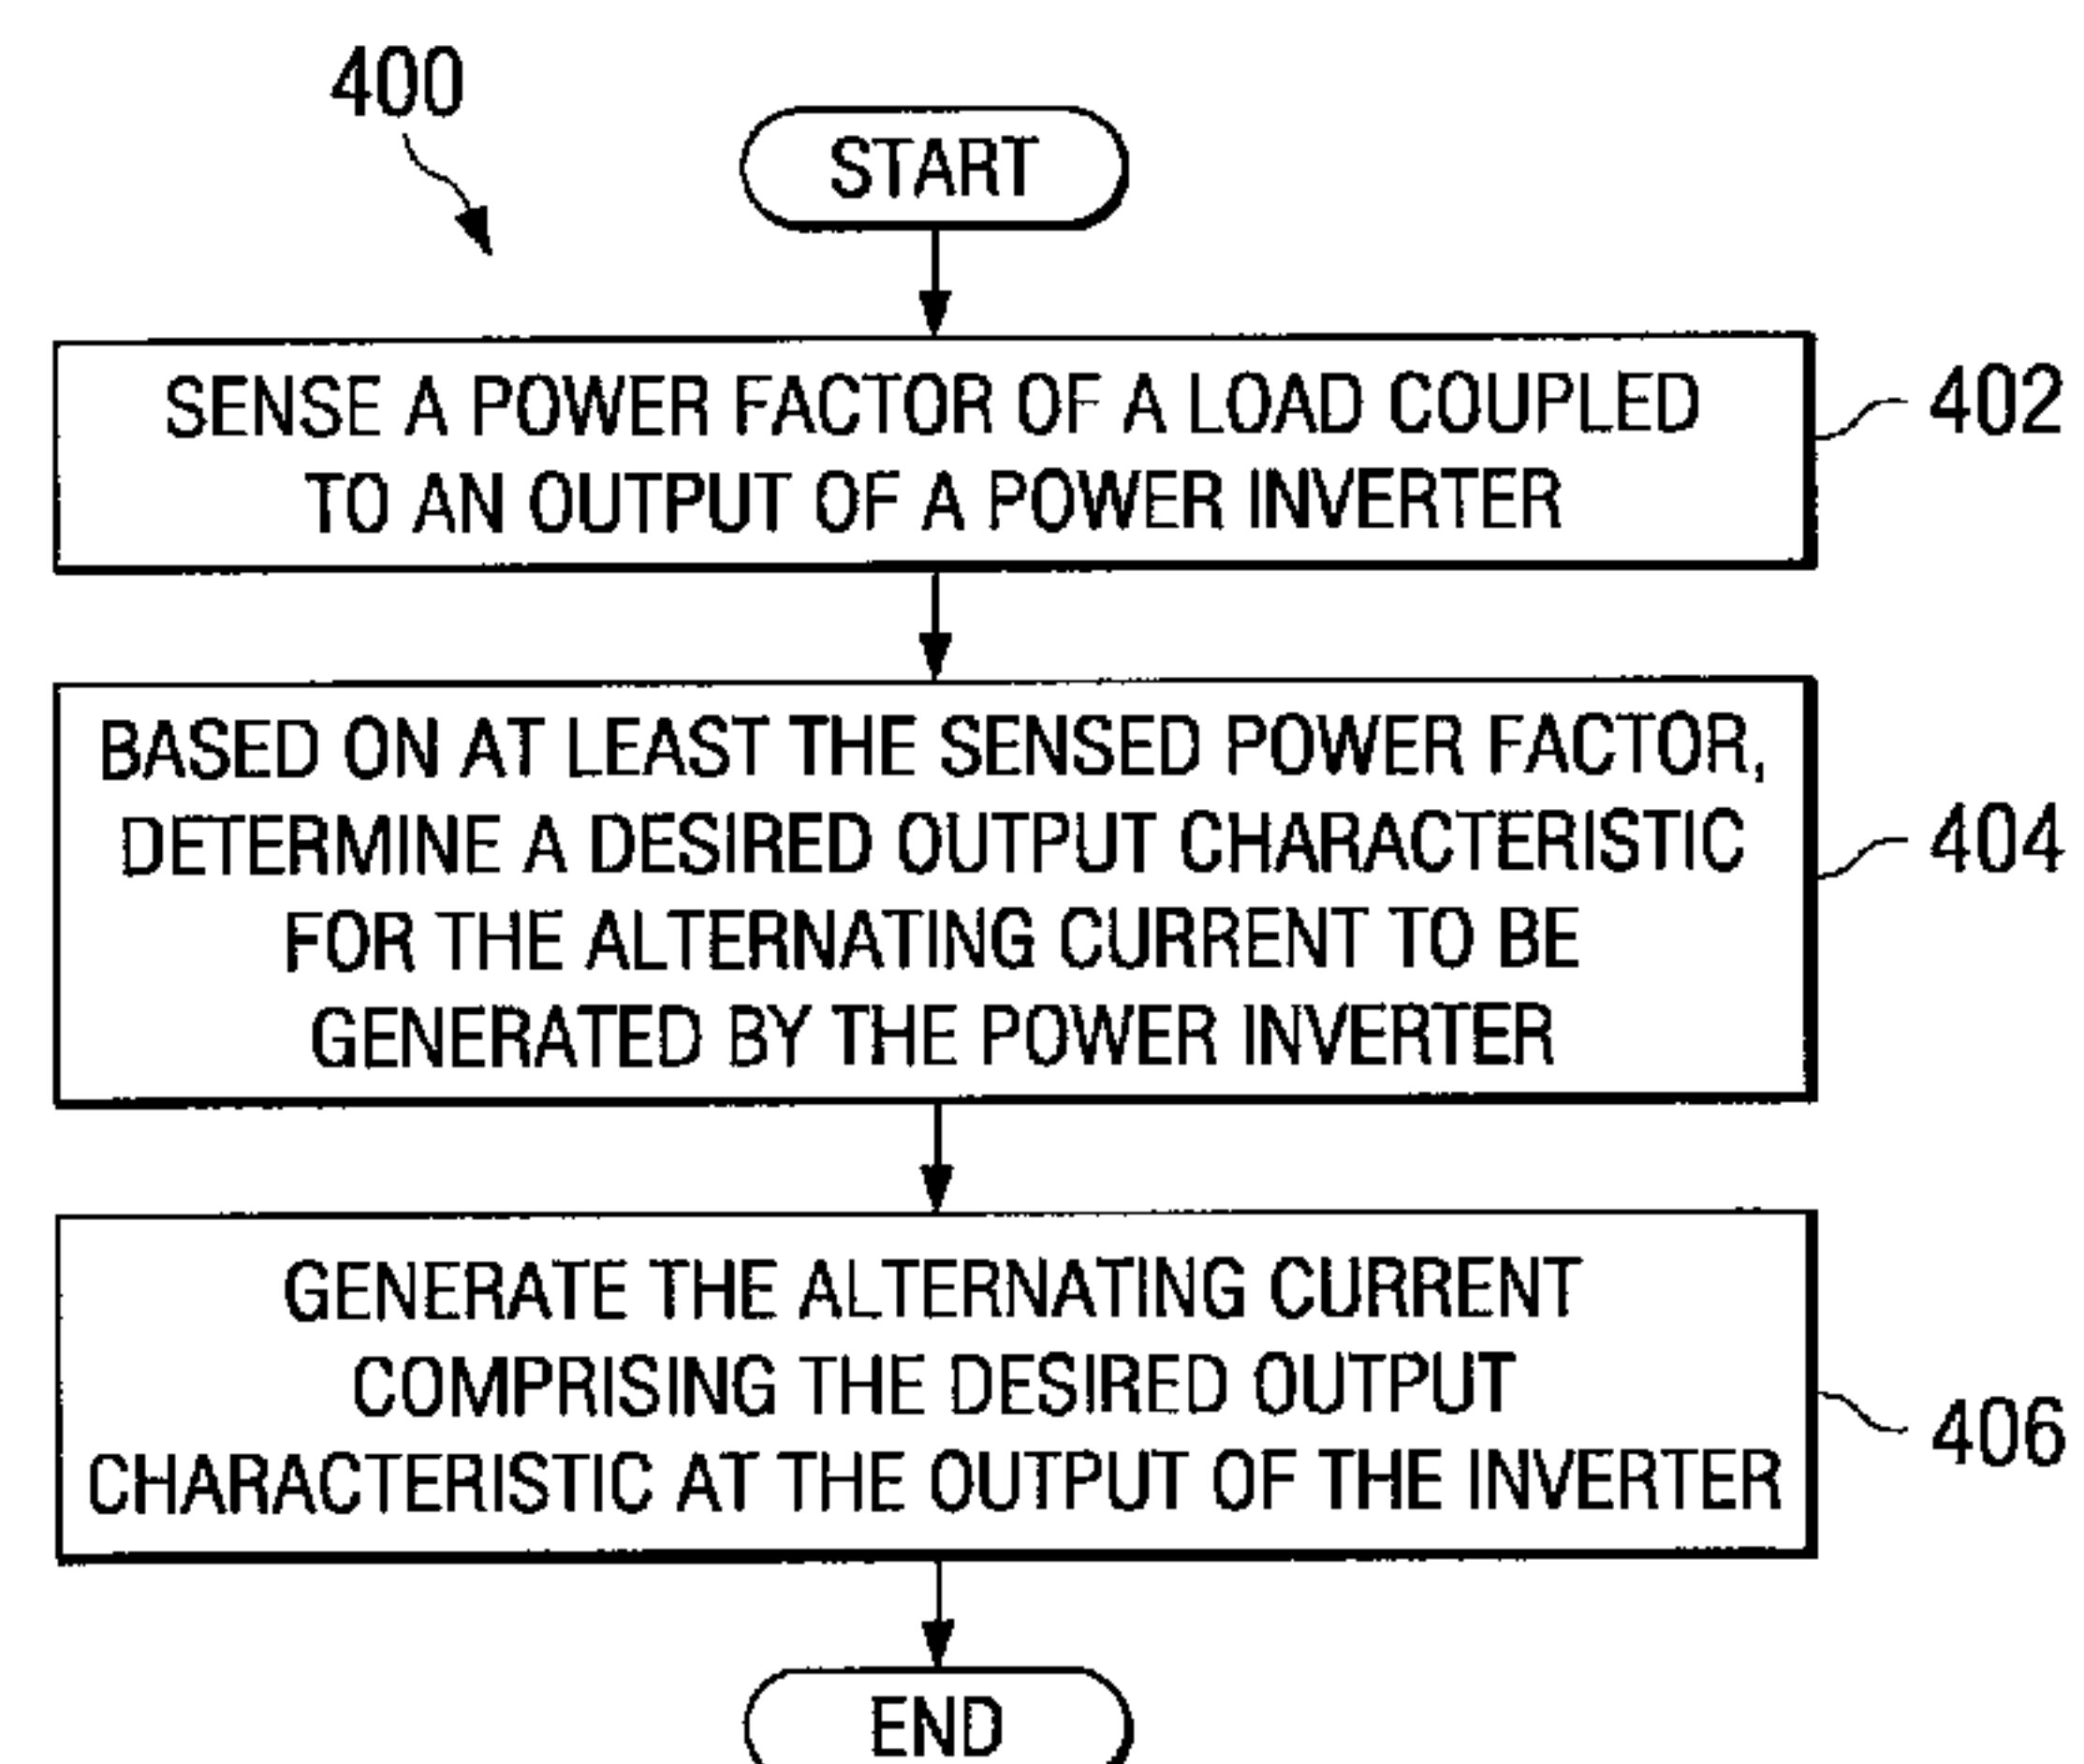 400
START
SENSE A POWER FACTOR OF A LOAD COUPLED
TO AN OUTPUT OF A POWER INVERTER
402
BASED ON AT LEAST THE SENSED POWER FACTOR,
DETERMINE A DESIRED OUTPUT CHARACTERISTIC
FOR THE ALTERNATING CURRENT TO BE
GENERATED BY THE POWER INVERTER
404
GENERATE THE ALTERNATING CURRENT
COMPRISING THE DESIRED OUTPUT
CHARACTERISTIC AT THE OUTPUT OF THE INVERTER
406
END